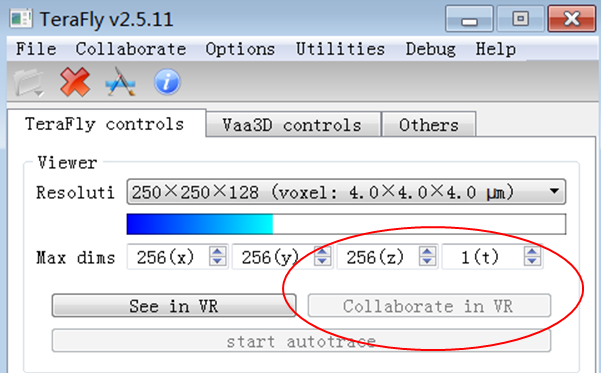 TeraFly v2.5.11
File Collaborate Options Utilities Debug Help
TeraFly controls Vaa3D controls Others
Viewer
Resoluti 250×250×128 (voxel: 4.0×4.0×4.0 μm)
Max dims 256(x) 256(y) 256(z) 1(t)
See in VR Collaborate in VR
start autotrace